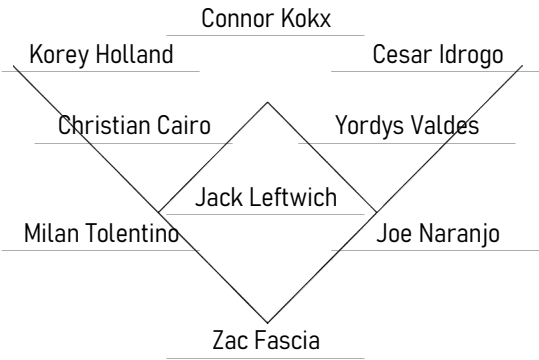 Connor Kokx
Korey Holland
Cesar Idrogo
Christian Cairo
Yordys Valdes
Jack Leftwich
Milan Tolentino
Joe Naranjo
Zac Fascia